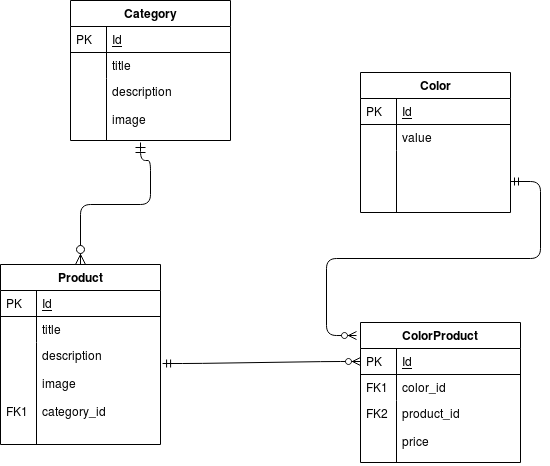 Category
PK Id
title
description
image
Color
PK Id
value
Product
PK Id
title
description
image
FK1 category_id
ColorProduct
PK Id
FK1 color_id
FK2 product_id
price